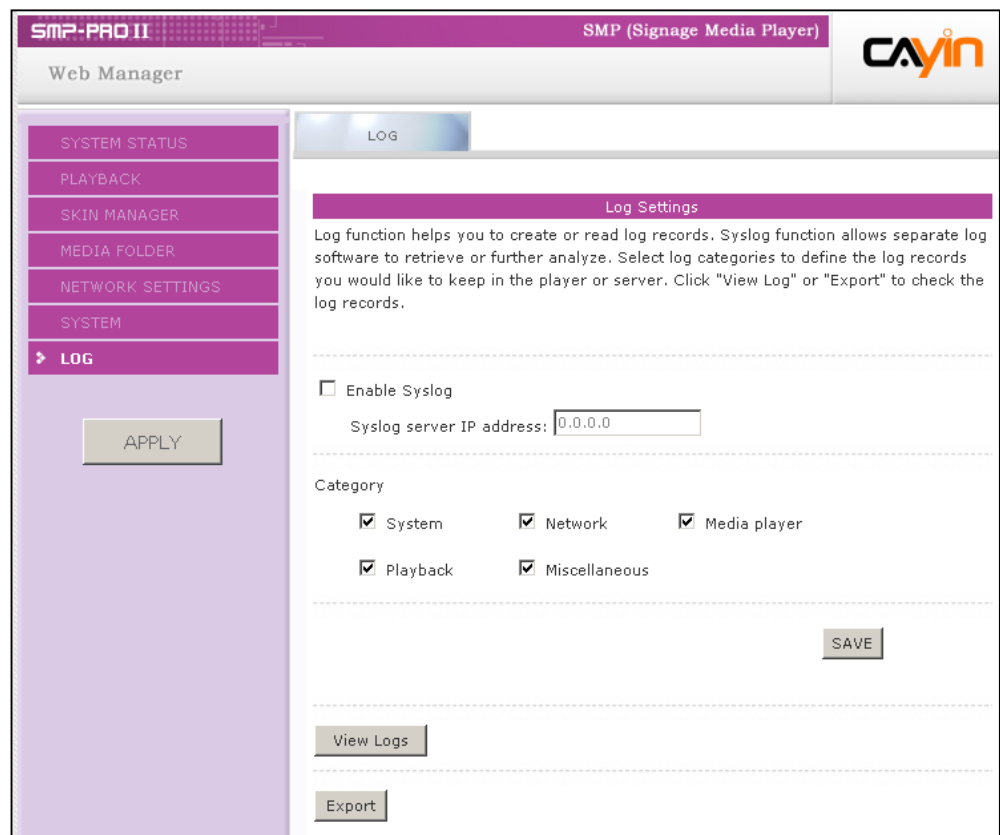 SMP-PRO II
SMP (Signage Media Player)
CAYIN
Web Manager
SYSTEM STATUS
PLAYBACK
SKIN MANAGER
MEDIA FOLDER
NETWORK SETTINGS
SYSTEM
LOG
APPLY
LOG
Log Settings
Log function helps you to create or read log records. Syslog function allows separate log
software to retrieve or further analyze. Select log categories to define the log records
you would like to keep in the player or server. Click "View Log" or "Export" to check the
log records.
Enable Syslog
Syslog server IP address: 0.0.0.0
Category
System Network Media player
Playback Miscellaneous
SAVE
View Logs
Export